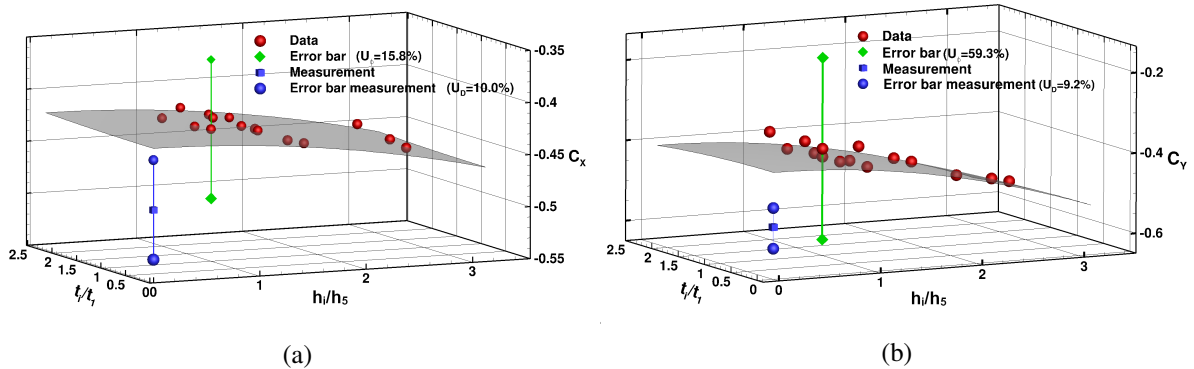 Data
Error bar (Uϕ=15.8%)
Measurement
Error bar measurement (U_D=10.0%)
-0.35
-0.4
-0.45
-0.5
-0.55
C_X
2.5
2
1.5
1
0.5
0
0
1
2
3
t_i/t_1
h_i/h_5
(a)
Data
Error bar (Uϕ=59.3%)
Measurement
Error bar measurement (U_D=9.2%)
-0.2
-0.4
-0.6
C_Y
2.5
2
1.5
1
0.5
0
0
1
2
3
t_i/t_1
h_i/h_5
(b)